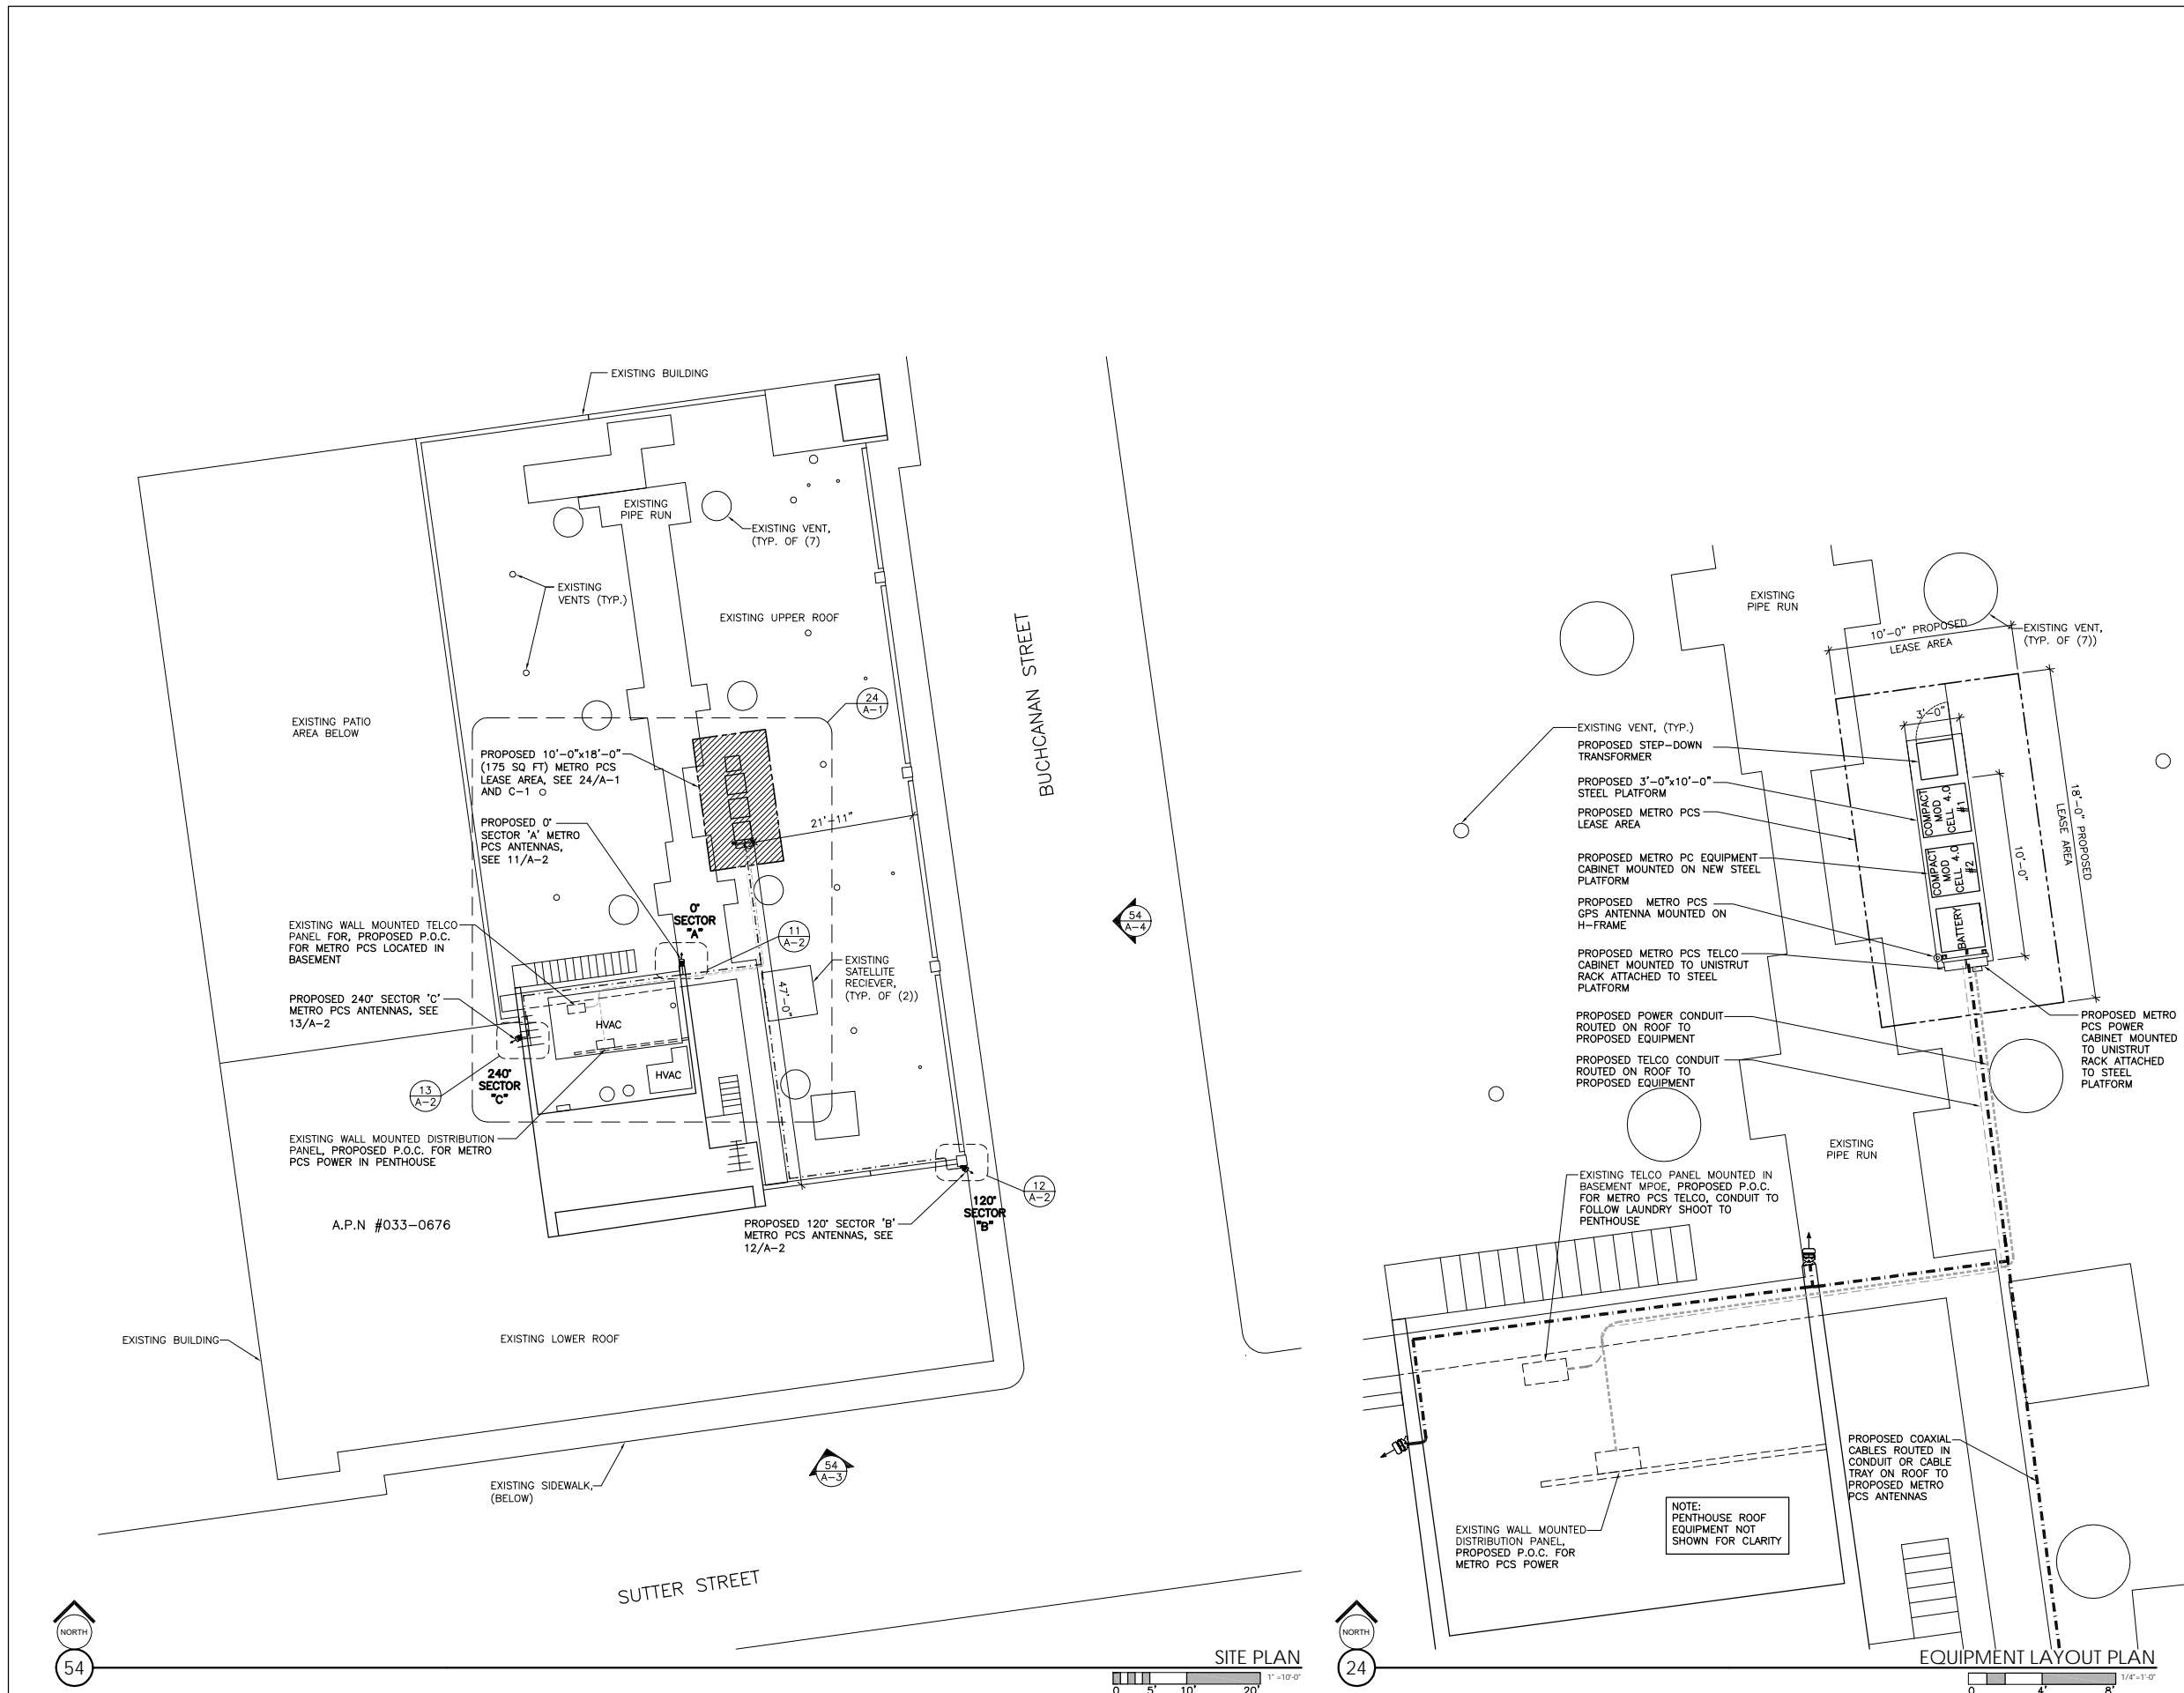 EXISTING BUILDING
EXISTING
PIPE RUN
EXISTING VENT,
(TYP. OF (7)
EXISTING
VENTS (TYP.)
EXISTING UPPER ROOF
BUCHCANAN STREET
24
A-1
EXISTING PATIO
AREA BELOW
PROPOSED 10'-0"x18'-0"
(175 SQ FT) METRO PCS
LEASE AREA, SEE 24/A-1
AND C-1
21'-11"
PROPOSED 0°
SECTOR 'A' METRO
PCS ANTENNAS,
SEE 11/A-2
0°
SECTOR
"A"
54
A-4
EXISTING WALL MOUNTED TELCO
PANEL FOR, PROPOSED P.O.C.
FOR METRO PCS LOCATED IN
BASEMENT
11
A-2
EXISTING
SATELLITE
RECIEVER,
(TYP. OF (2))
47'-0"
PROPOSED 240° SECTOR 'C'
METRO PCS ANTENNAS, SEE
13/A-2
HVAC
HVAC
240°
SECTOR
"C"
13
A-2
EXISTING WALL MOUNTED DISTRIBUTION
PANEL, PROPOSED P.O.C. FOR METRO
PCS POWER IN PENTHOUSE
12
A-2
120°
SECTOR
"B"
A.P.N #033-0676
PROPOSED 120° SECTOR 'B'
METRO PCS ANTENNAS, SEE
12/A-2
EXISTING BUILDING
EXISTING LOWER ROOF
54
A-3
EXISTING SIDEWALK,
(BELOW)
SUTTER STREET
NORTH
54
SITE PLAN
1" =10'-0"
0 5' 10' 20'
EXISTING
PIPE RUN
10'-0" PROPOSED
LEASE AREA
EXISTING VENT,
(TYP. OF (7))
3'-0"
EXISTING VENT, (TYP.)
PROPOSED STEP-DOWN
TRANSFORMER
PROPOSED 3'-0"x10'-0"
STEEL PLATFORM
PROPOSED METRO PCS
LEASE AREA
COMPACT
MOD
CELL 4.0
#1
18'-0" PROPOSED
LEASE AREA
PROPOSED METRO PC EQUIPMENT
CABINET MOUNTED ON NEW STEEL
PLATFORM
COMPACT
MOD
CELL 4.0
#2
10'-0"
PROPOSED METRO PCS
GPS ANTENNA MOUNTED ON
H-FRAME
BATTERY
PROPOSED METRO PCS TELCO
CABINET MOUNTED TO UNISTRUT
RACK ATTACHED TO STEEL
PLATFORM
PROPOSED POWER CONDUIT
ROUTED ON ROOF TO
PROPOSED EQUIPMENT
PROPOSED METRO
PCS POWER
CABINET MOUNTED
TO UNISTRUT
RACK ATTACHED
TO STEEL
PLATFORM
PROPOSED TELCO CONDUIT
ROUTED ON ROOF TO
PROPOSED EQUIPMENT
EXISTING
PIPE RUN
EXISTING TELCO PANEL MOUNTED IN
BASEMENT MPOE, PROPOSED P.O.C.
FOR METRO PCS TELCO, CONDUIT TO
FOLLOW LAUNDRY SHOOT TO
PENTHOUSE
PROPOSED COAXIAL
CABLES ROUTED IN
CONDUIT OR CABLE
TRAY ON ROOF TO
PROPOSED METRO
PCS ANTENNAS
NOTE:
PENTHOUSE ROOF
EQUIPMENT NOT
SHOWN FOR CLARITY
EXISTING WALL MOUNTED
DISTRIBUTION PANEL,
PROPOSED P.O.C. FOR
METRO PCS POWER
NORTH
24
EQUIPMENT LAYOUT PLAN
1/4"=1'-0"
0 4' 8'